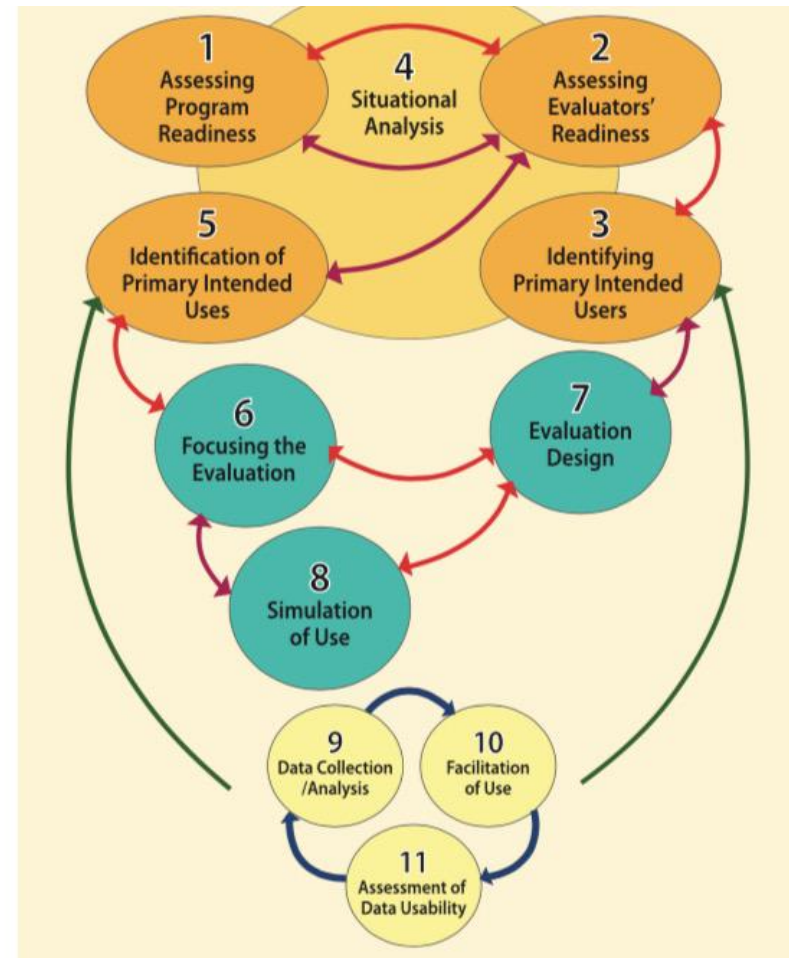 1
Assessing
Program
Readiness
2
Assessing
Evaluators’
Readiness
4
Situational
Analysis
5
Identification of
Primary Intended
Uses
3
Identifying
Primary Intended
Users
6
Focusing the
Evaluation
7
Evaluation
Design
8
Simulation
of Use
9
Data Collection
/Analysis
10
Facilitation
of Use
11
Assessment of
Data Usability